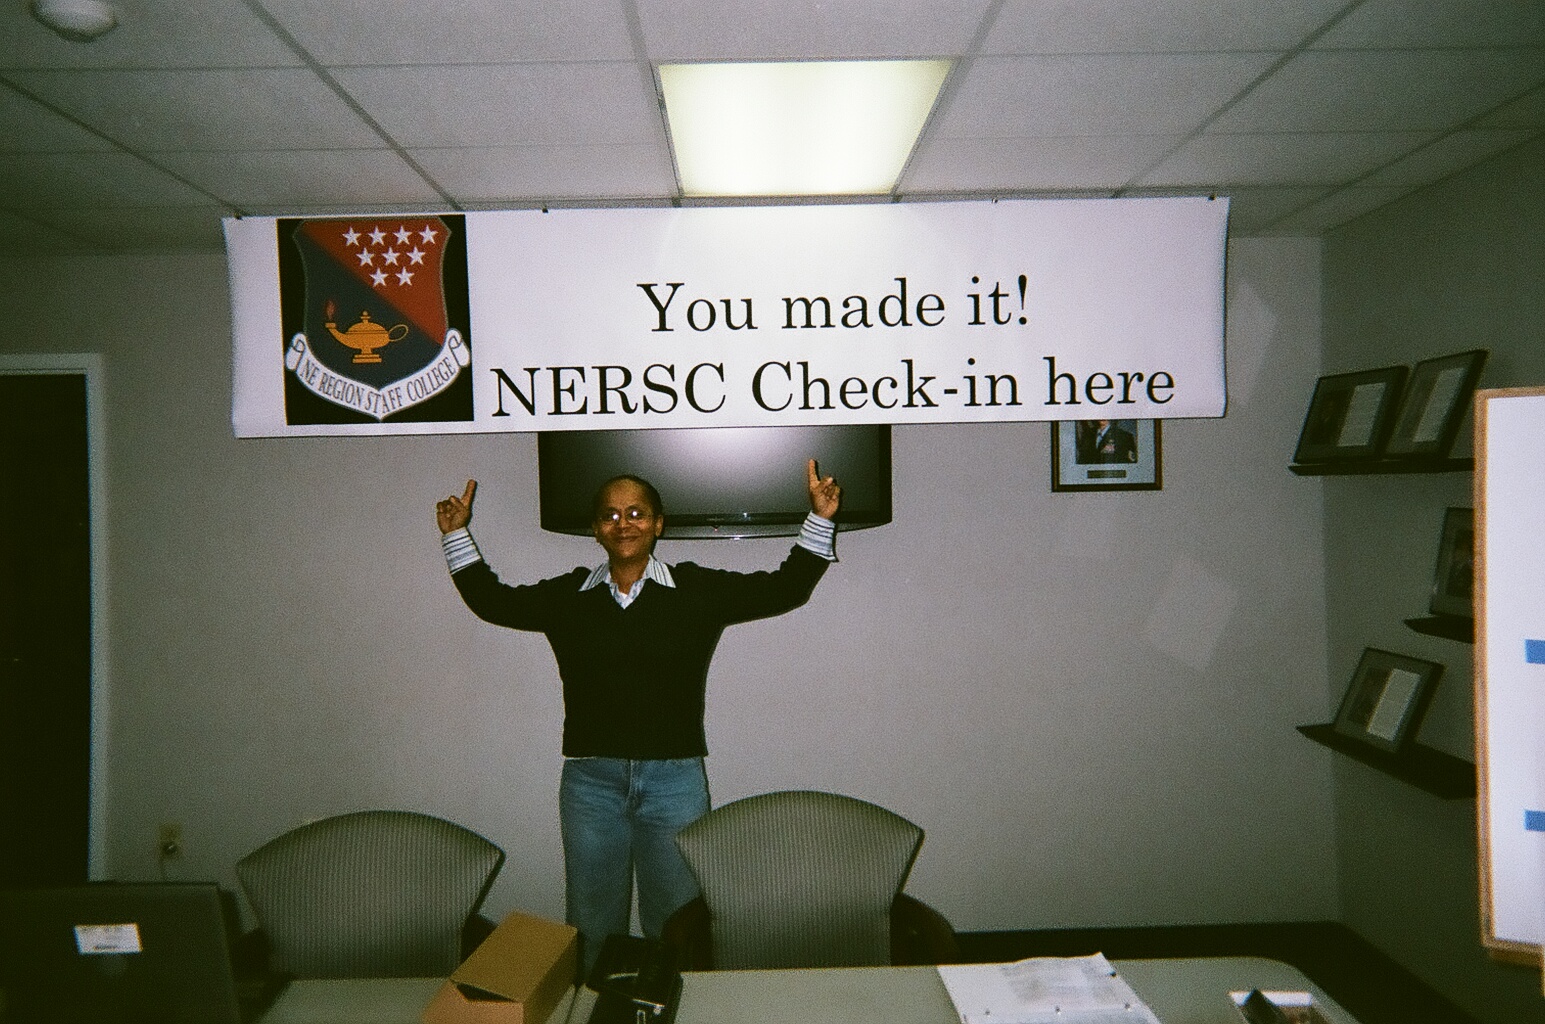 You made it!
NERSC Check-in here
NE REGION STAFF COLLEGE